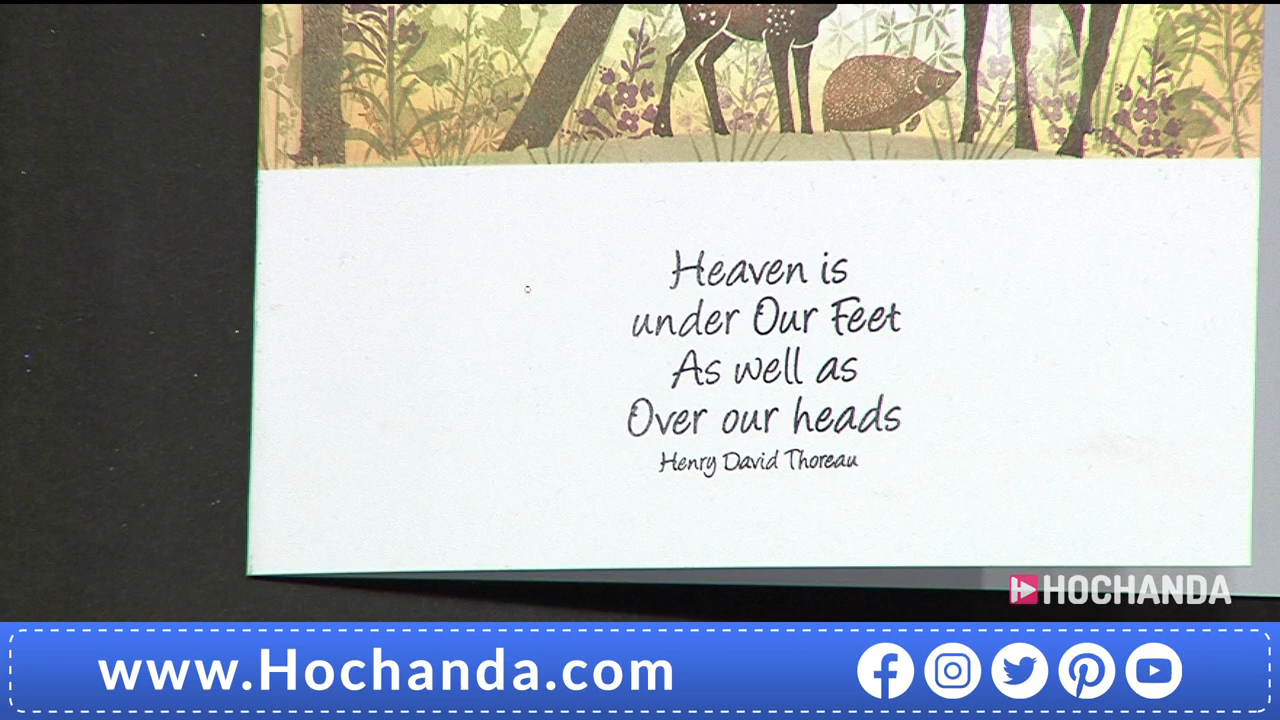 Heaven is
under Our Feet
As well as
Over our heads
Henry David Thoreau
HOCHANDA
www.Hochanda.com